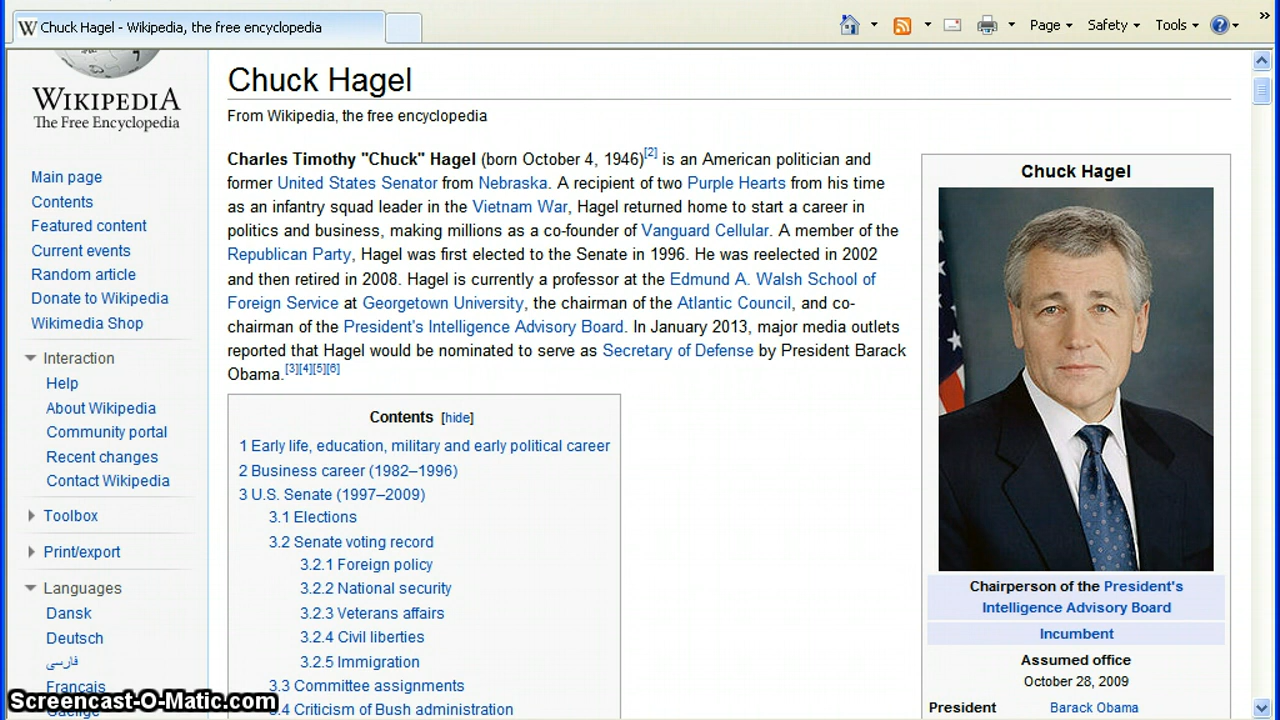 Chuck Hagel - Wikipedia, the free encyclopedia
Page
Safety
Tools
WIKIPEDIA
The Free Encyclopedia
Main page
Contents
Featured content
Current events
Random article
Donate to Wikipedia
Wikimedia Shop
Interaction
Help
About Wikipedia
Community portal
Recent changes
Contact Wikipedia
Toolbox
Print/export
Languages
Dansk
Deutsch
فارسی
Français
Gaeilge
Chuck Hagel
From Wikipedia, the free encyclopedia
Charles Timothy "Chuck" Hagel (born October 4, 1946)[2] is an American politician and
former United States Senator from Nebraska. A recipient of two Purple Hearts from his time
as an infantry squad leader in the Vietnam War, Hagel returned home to start a career in
politics and business, making millions as a co-founder of Vanguard Cellular. A member of the
Republican Party, Hagel was first elected to the Senate in 1996. He was reelected in 2002
and then retired in 2008. Hagel is currently a professor at the Edmund A. Walsh School of
Foreign Service at Georgetown University, the chairman of the Atlantic Council, and co-
chairman of the President's Intelligence Advisory Board. In January 2013, major media outlets
reported that Hagel would be nominated to serve as Secretary of Defense by President Barack
Obama.[3][4][5][6]
Contents [hide]
1 Early life, education, military and early political career
2 Business career (1982–1996)
3 U.S. Senate (1997–2009)
3.1 Elections
3.2 Senate voting record
3.2.1 Foreign policy
3.2.2 National security
3.2.3 Veterans affairs
3.2.4 Civil liberties
3.2.5 Immigration
3.3 Committee assignments
3.4 Criticism of Bush administration
Chuck Hagel
Chairperson of the President's
Intelligence Advisory Board
Incumbent
Assumed office
October 28, 2009
President Barack Obama
Screencast-O-Matic.com